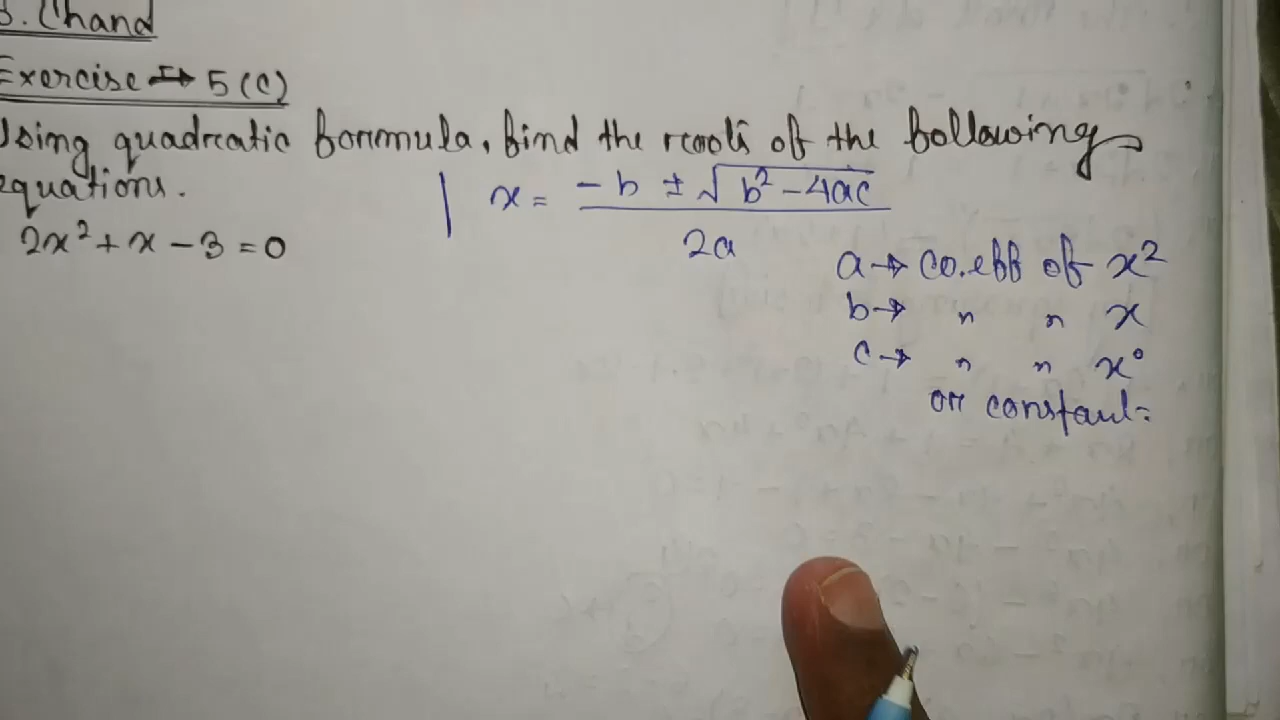 S. Chand
Exercise → 5(C)
Using quadratic formula, find the roots of the following
equations.
x = -b ± √b² - 4ac / 2a
2x² + x - 3 = 0
a → co.eff of x²
b → " " x
c → " " x⁰
or constant